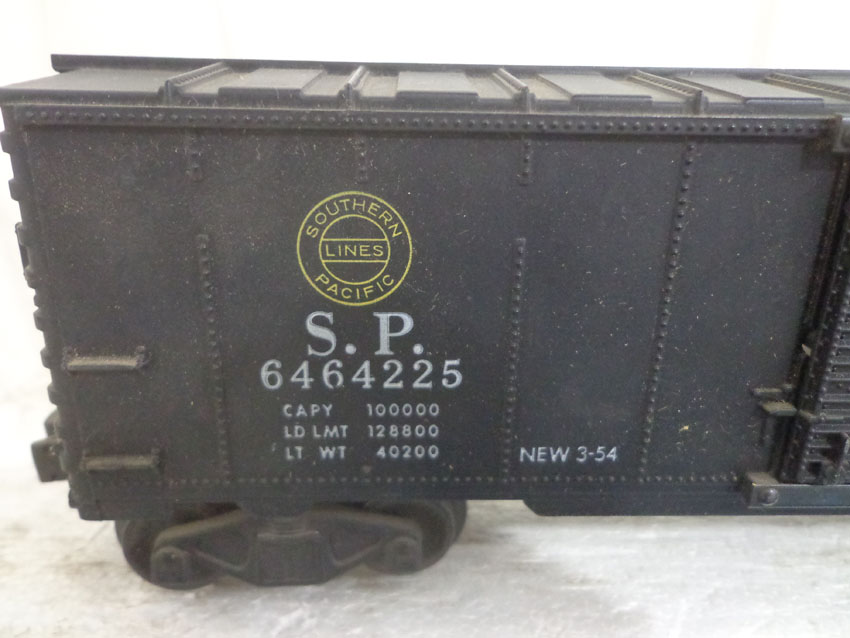 SOUTHERN
LINES
PACIFIC
S. P.
6464225
CAPY 100000
LD LMT 128800
LT WT 40200
NEW 3-54